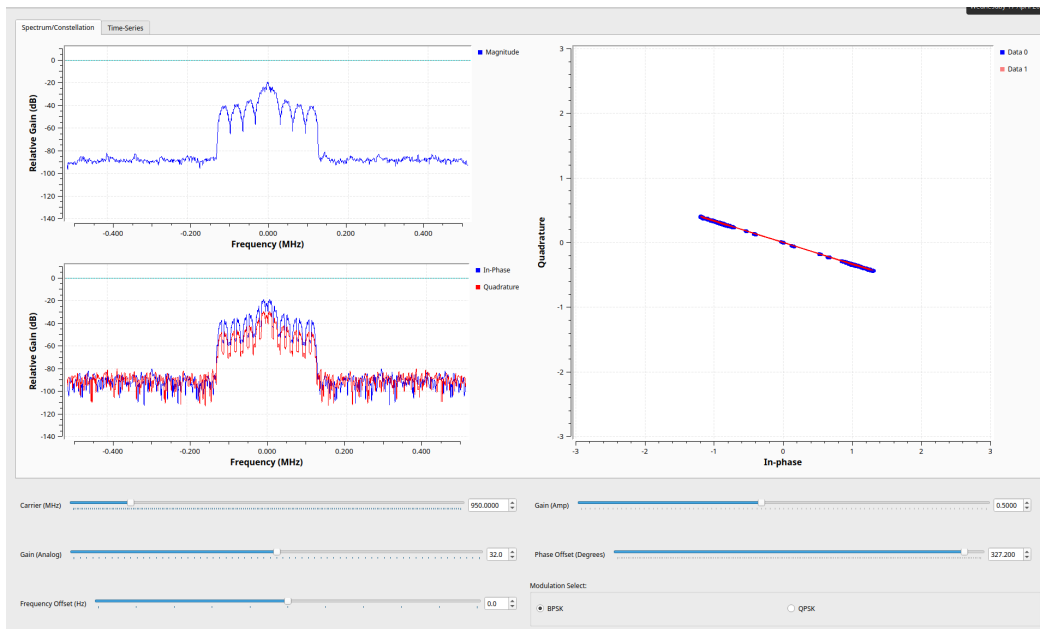 Spectrum/Constellation Time-Series
Magnitude
Relative Gain (dB)
0
-20
-40
-60
-80
-100
-120
-140
-0.400 -0.200 0.000 0.200 0.400
Frequency (MHz)
In-Phase
Quadrature
Relative Gain (dB)
0
-20
-40
-60
-80
-100
-120
-140
-0.400 -0.200 0.000 0.200 0.400
Frequency (MHz)
Data 0
Data 1
Quadrature
3
2
1
0
-1
-2
-3
-3 -2 -1 0 1 2 3
In-phase
Carrier (MHz) 950.0000
Gain (Amp) 0.5000
Gain (Analog) 32.0
Phase Offset (Degrees) 327.200
Frequency Offset (Hz) 0.0
Modulation Select:
BPSK QPSK